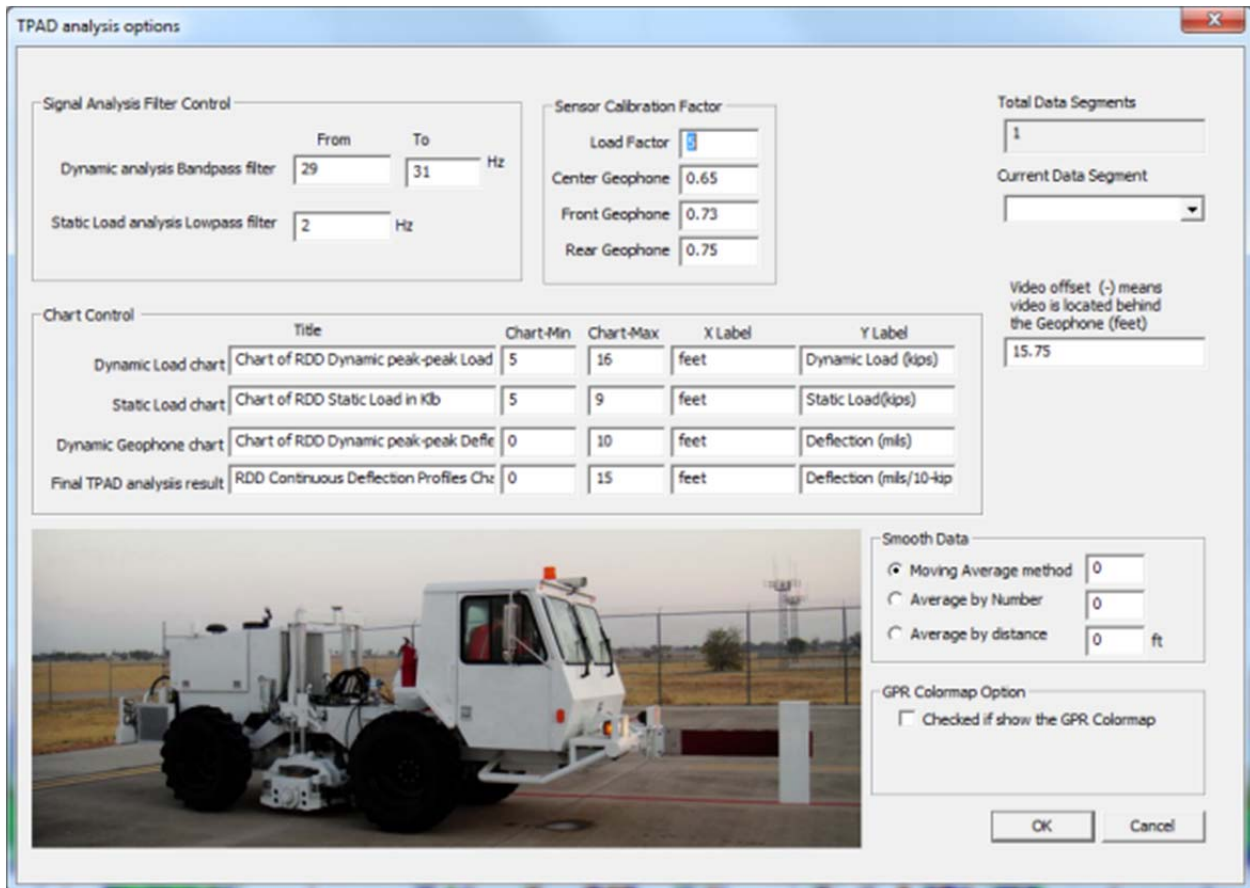 TPAD analysis options
Signal Analysis Filter Control
From To
Dynamic analysis Bandpass filter 29 31 Hz
Static Load analysis Lowpass filter 2 Hz
Sensor Calibration Factor
Load Factor 5
Center Geophone 0.65
Front Geophone 0.73
Rear Geophone 0.75
Total Data Segments
1
Current Data Segment
Video offset (-) means
video is located behind
the Geophone (feet)
15.75
Chart Control
Title Chart-Min Chart-Max X Label Y Label
Dynamic Load chart Chart of RDD Dynamic peak-peak Load 5 16 feet Dynamic Load (kips)
Static Load chart Chart of RDD Static Load in Klb 5 9 feet Static Load(kips)
Dynamic Geophone chart Chart of RDD Dynamic peak-peak Defle 0 10 feet Deflection (mils)
Final TPAD analysiis result RDD Continuous Deflection Profiles Cha 0 15 feet Deflection (mils/10-kip
Smooth Data
Moving Average method 0
Average by Number 0
Average by distance 0 ft
GPR Colormap Option
Checked if show the GPR Colormap
OK Cancel